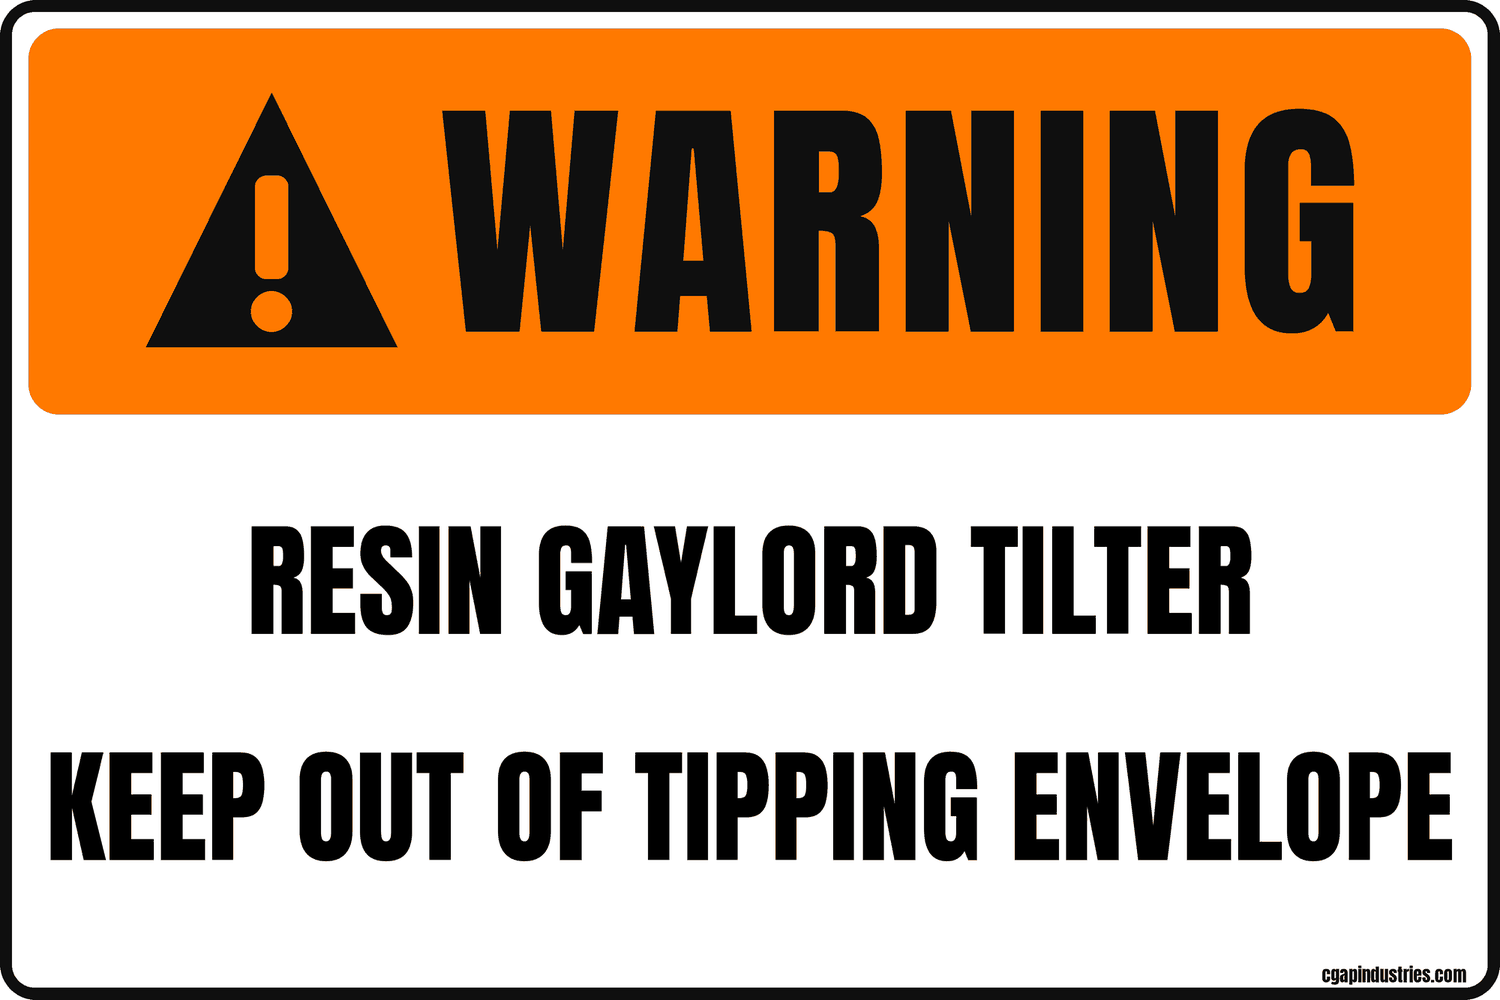 WARNING
RESIN GAYLORD TILTER
KEEP OUT OF TIPPING ENVELOPE
cgapindustries.com